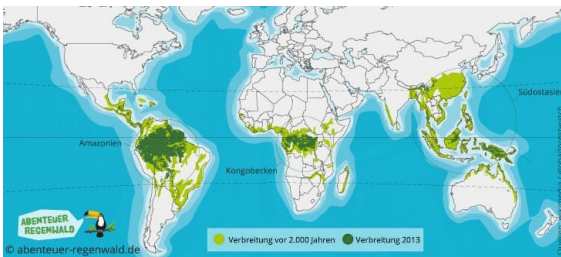 Südostasien
Amazonien
Kongobecken
ABENTEUER
REGENWALD
Verbreitung vor 2.000 Jahren
Verbreitung 2013
© abenteuer-regenwald.de